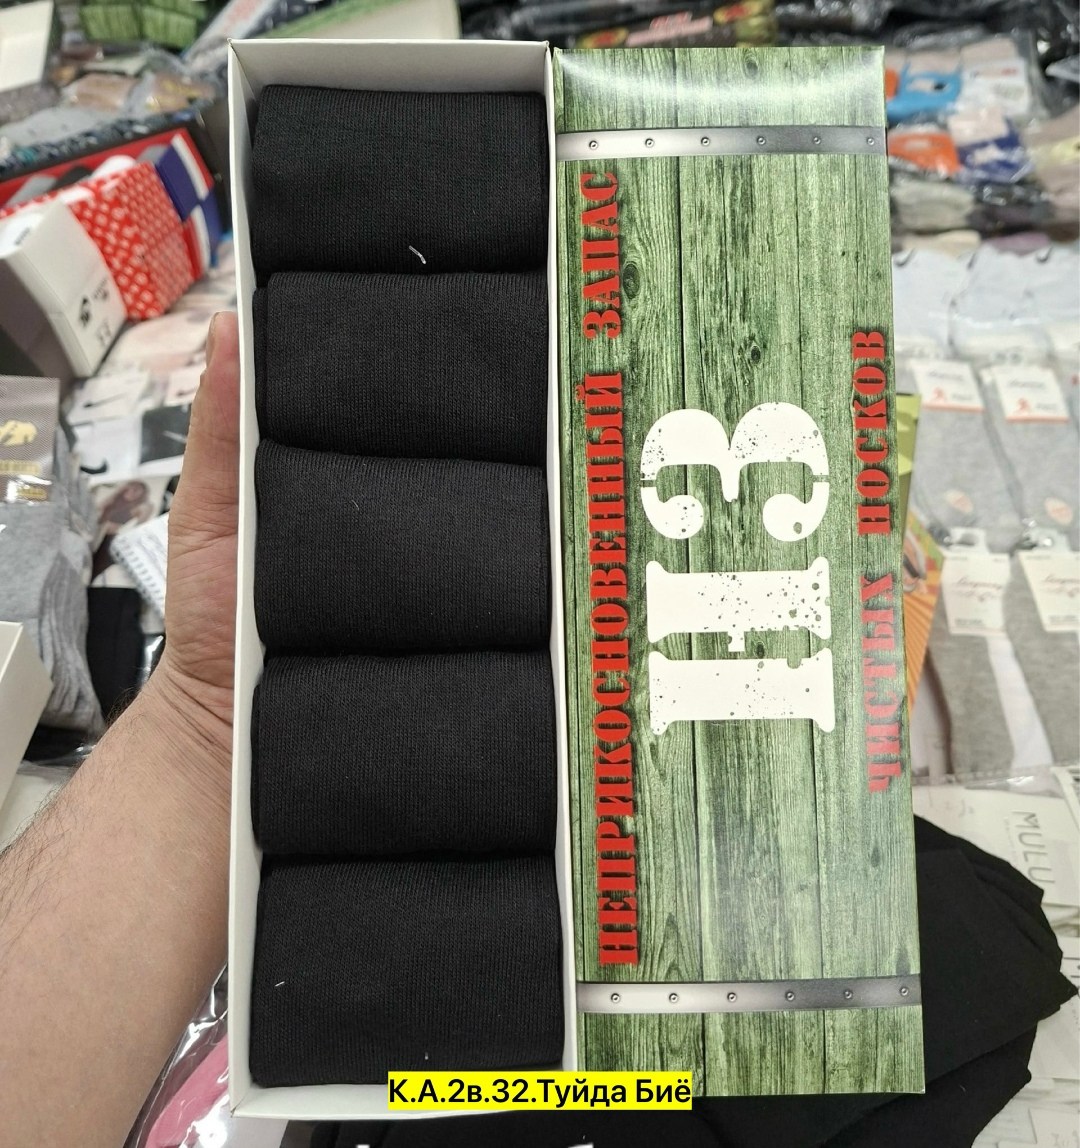 НЕПРИКОСНОВЕННЫЙ ЗАПАС
НЗ
ЧИСТЫХ НОСКОВ
MULU
К.А.2в.32.Туйда Биё